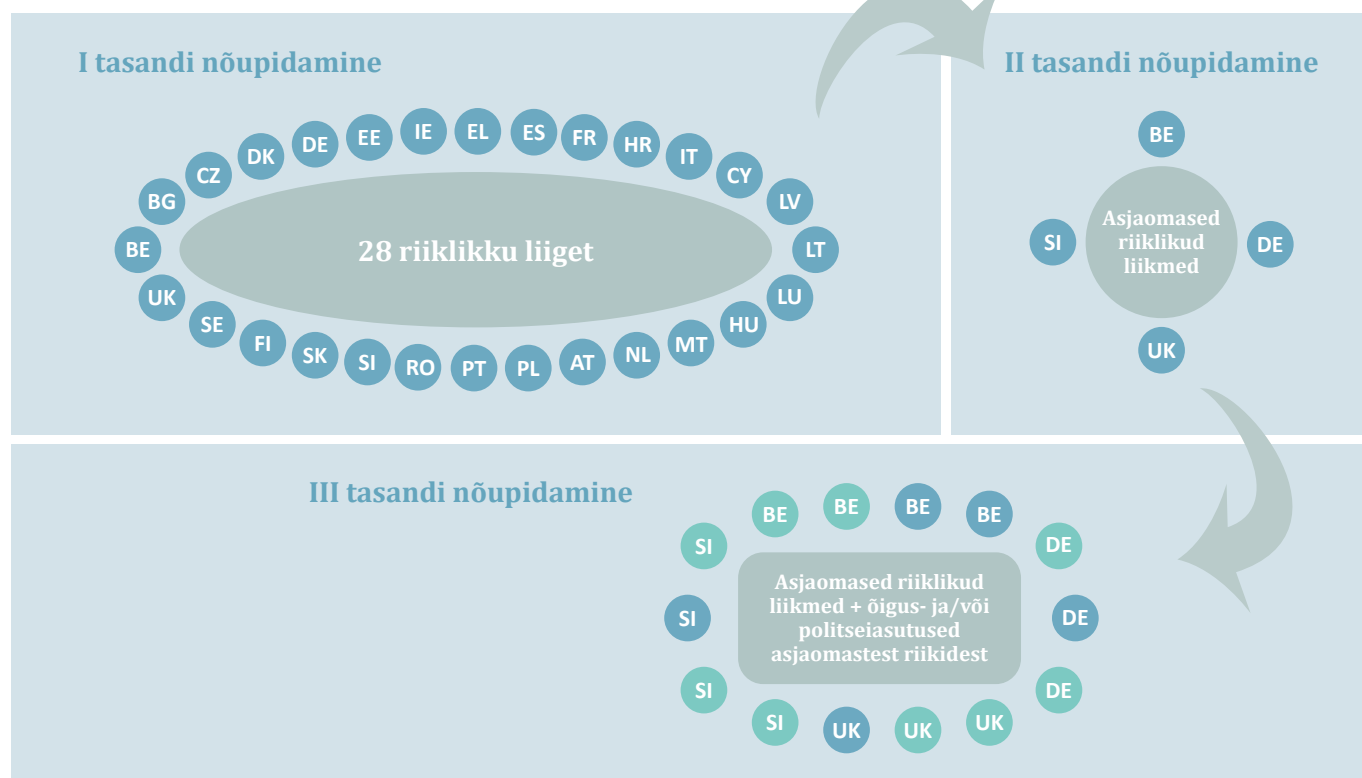 I tasandi nõupidamine
BE
BG
CZ
DK
DE
EE
IE
EL
ES
FR
HR
IT
CY
LV
LT
LU
HU
MT
NL
AT
PL
PT
RO
SI
SK
FI
SE
UK
28 riiklikku liiget
II tasandi nõupidamine
BE
SI
Asjaomased
riiklikud
liikmed
DE
UK
III tasandi nõupidamine
BE
BE
BE
BE
SI
DE
Asjaomased riiklikud
liikmed + õigus- ja/või
politseiasutused
asjaomastest riikidest
SI
DE
SI
DE
SI
UK
UK
UK